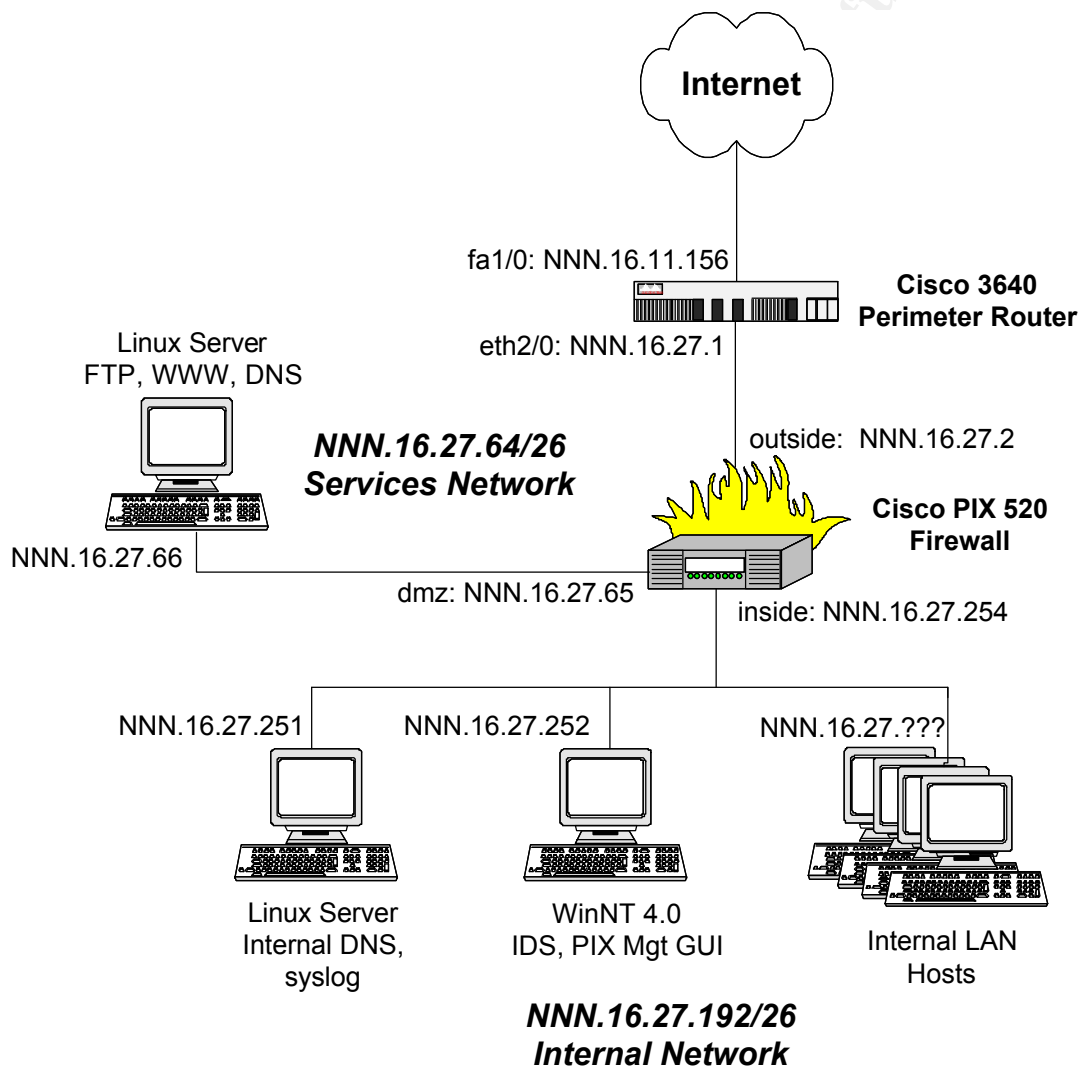 Internet
fa1/0: NNN.16.11.156
Cisco 3640
Perimeter Router
eth2/0: NNN.16.27.1
Linux Server
FTP, WWW, DNS
NNN.16.27.64/26
Services Network
outside: NNN.16.27.2
Cisco PIX 520
Firewall
NNN.16.27.66
dmz: NNN.16.27.65
inside: NNN.16.27.254
NNN.16.27.251
NNN.16.27.252
NNN.16.27.???
Linux Server
Internal DNS,
syslog
WinNT 4.0
IDS, PIX Mgt GUI
Internal LAN
Hosts
NNN.16.27.192/26
Internal Network